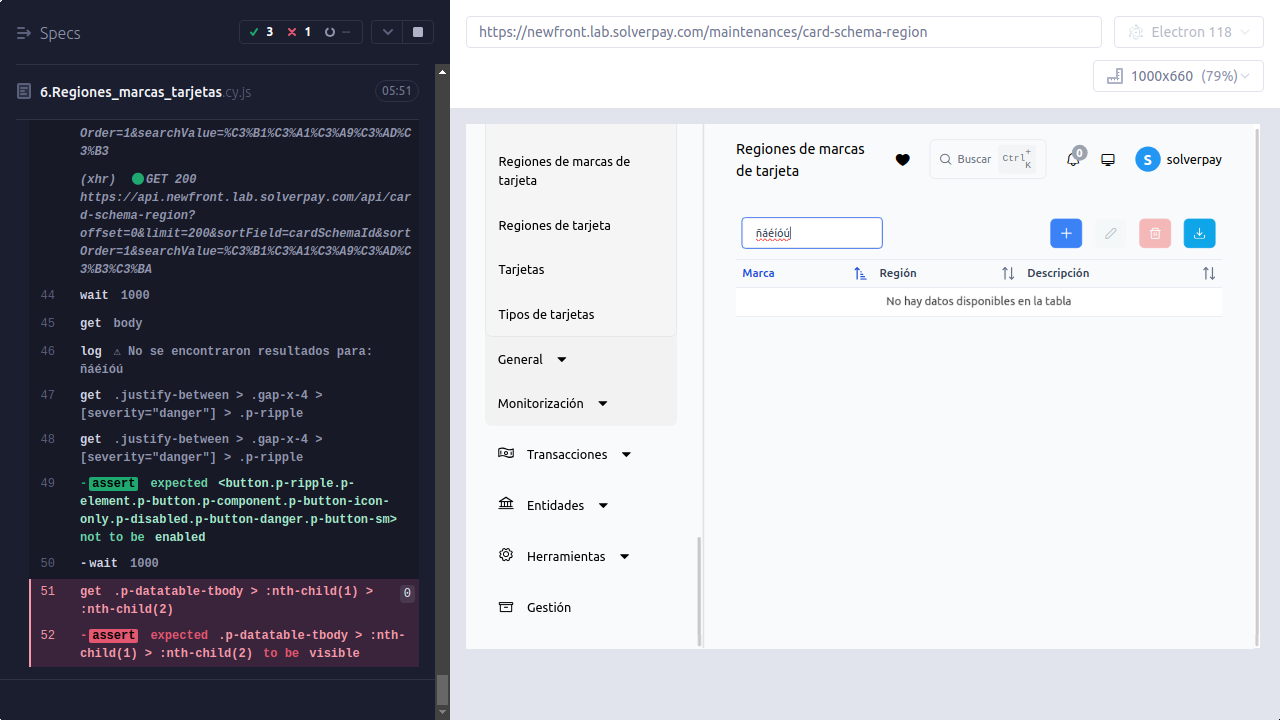 Specs
3
1
--
6.Regiones_marcas_tarjetas.cy.js
05:51
Order=1&searchValue=%C3%B1%C3%A1%C3%A9%C3%AD%C
3%B3
(xhr) GET 200
https://api.newfront.lab.solverpay.com/api/car
d-schema-region?
offset=0&limit=200&sortField=cardSchemaId&sort
Order=1&searchValue=%C3%B1%C3%A1%C3%A9%C3%AD%C
3%B3%C3%BA
44 wait 1000
45 get body
46 log ⚠ No se encontraron resultados para:
ñáéíóú
47 get .justify-between > .gap-x-4 >
[severity="danger"] > .p-ripple
48 get .justify-between > .gap-x-4 >
[severity="danger"] > .p-ripple
49 -assert expected <button.p-ripple.p-
element.p-button.p-component.p-button-icon-
only.p-disabled.p-button-danger.p-button-sm>
not to be enabled
50 -wait 1000
51 get .p-datatable-tbody > :nth-child(1) >
:nth-child(2)
0
52 -assert expected .p-datatable-tbody > :nth-
child(1) > :nth-child(2) to be visible
https://newfront.lab.solverpay.com/maintenances/card-schema-region
Electron 118
1000x660 (79%)
Regiones de marcas de
tarjeta
Regiones de tarjeta
Tarjetas
Tipos de tarjetas
General
Monitorización
Transacciones
Entidades
Herramientas
Gestión
Regiones de marcas
de tarjeta
Buscar
Ctrl+
K
0
S
solverpay
ñáéíóú
Marca
Región
Descripción
No hay datos disponibles en la tabla